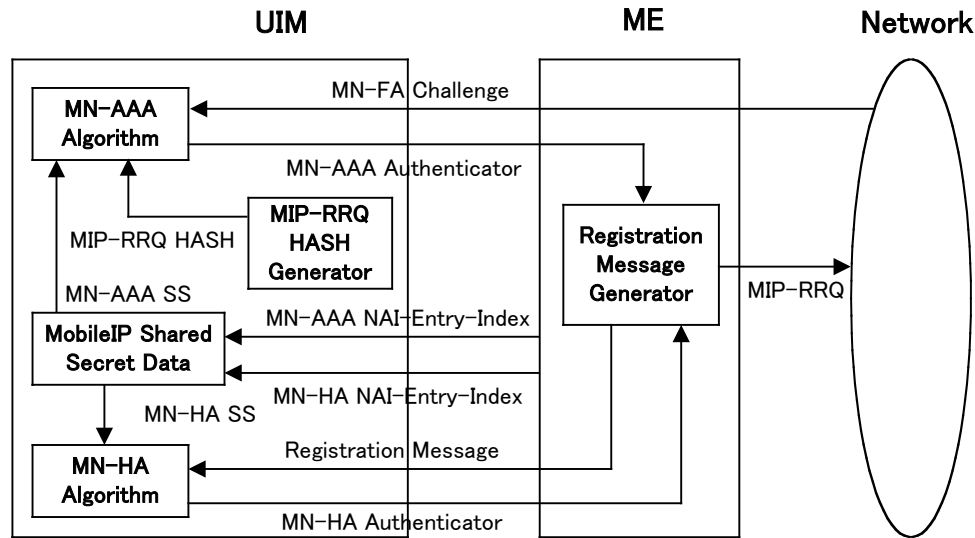 UIM
ME
Network
MN-AAA
Algorithm
MN-FA Challenge
MN-AAA Authenticator
MIP-RRQ
HASH
Generator
MIP-RRQ HASH
Registration
Message
Generator
MIP-RRQ
MN-AAA SS
MobileIP Shared
Secret Data
MN-AAA NAI-Entry-Index
MN-HA NAI-Entry-Index
MN-HA SS
MN-HA
Algorithm
Registration Message
MN-HA Authenticator